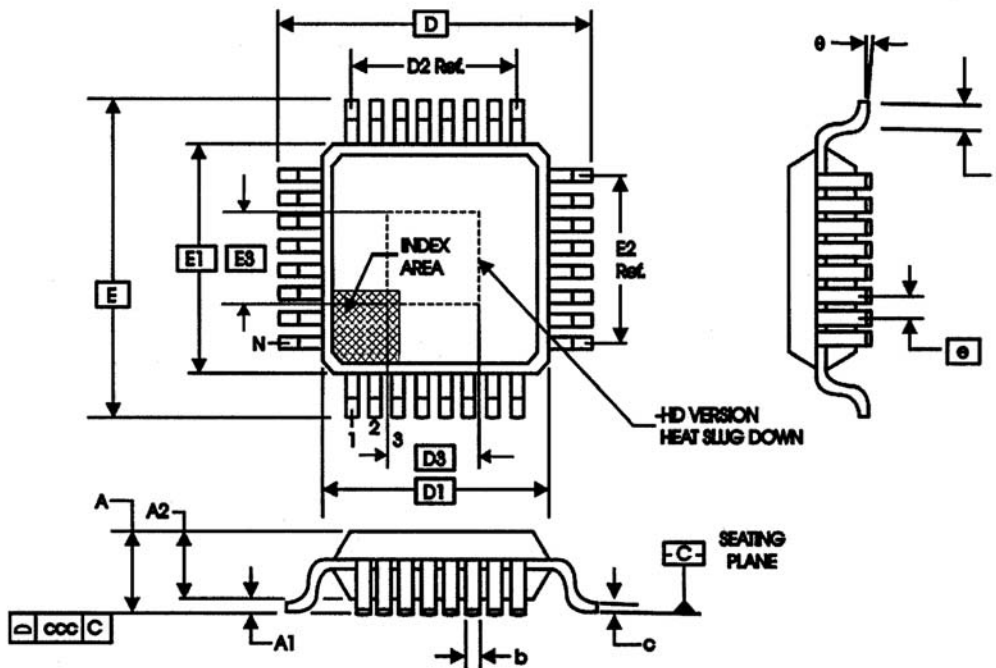 D
θ
D2 Ref.
E
E1
E3
INDEX
AREA
E2
Ref.
N
e
1
2
3
HD VERSION
HEAT SLUG DOWN
D3
D1
A
A2
C
SEATING
PLANE
ccc C
A1
b
c